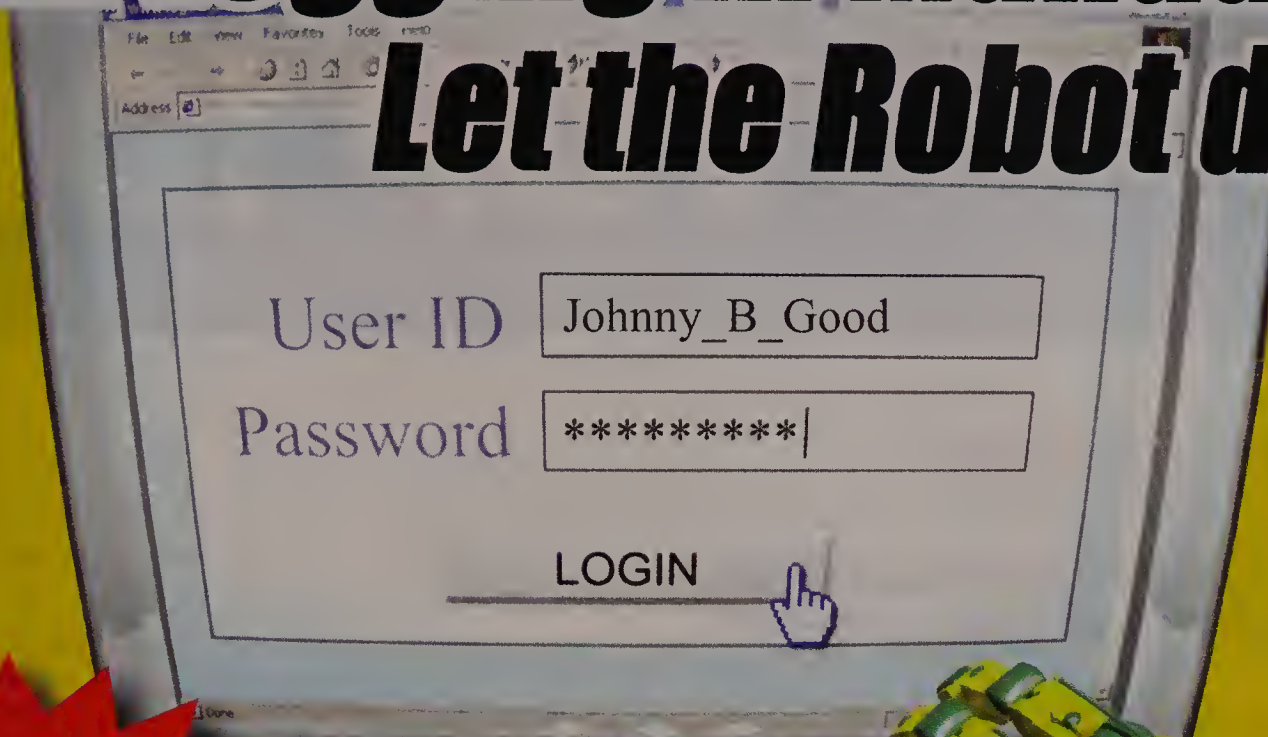 File Edit View Favorites Tools Help
Let the Robot d
Address
User ID Johnny_B_Good
Password *********
LOGIN
Done